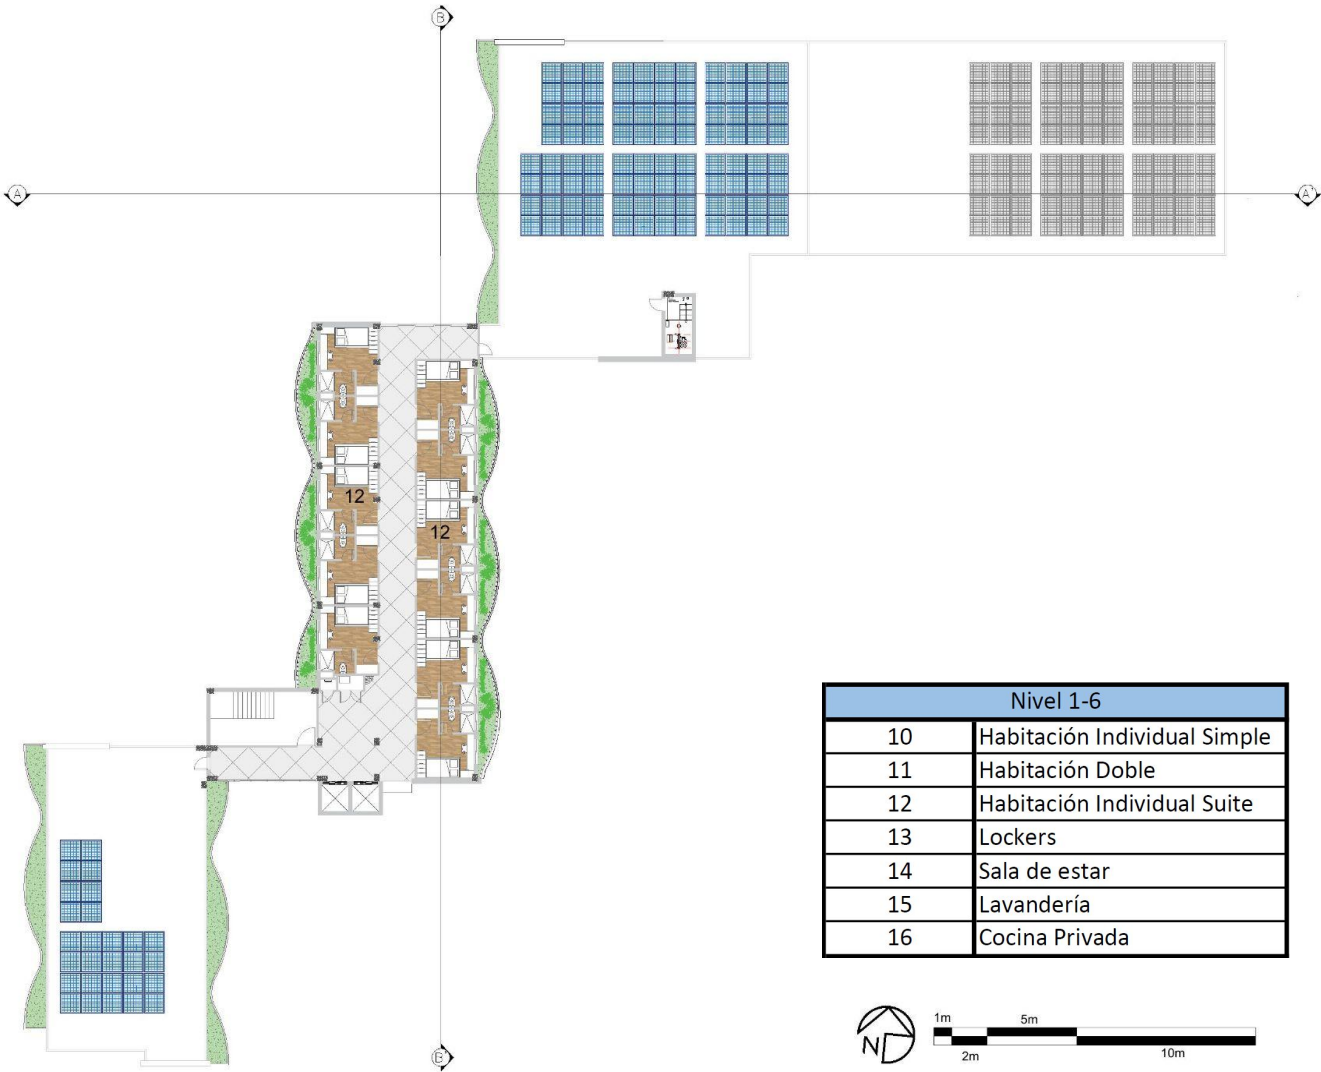 B
A
A'
12
12
Nivel 1-6
10 Habitación Individual Simple
11 Habitación Doble
12 Habitación Individual Suite
13 Lockers
14 Sala de estar
15 Lavandería
16 Cocina Privada
N
1m 5m
2m 10m
B'